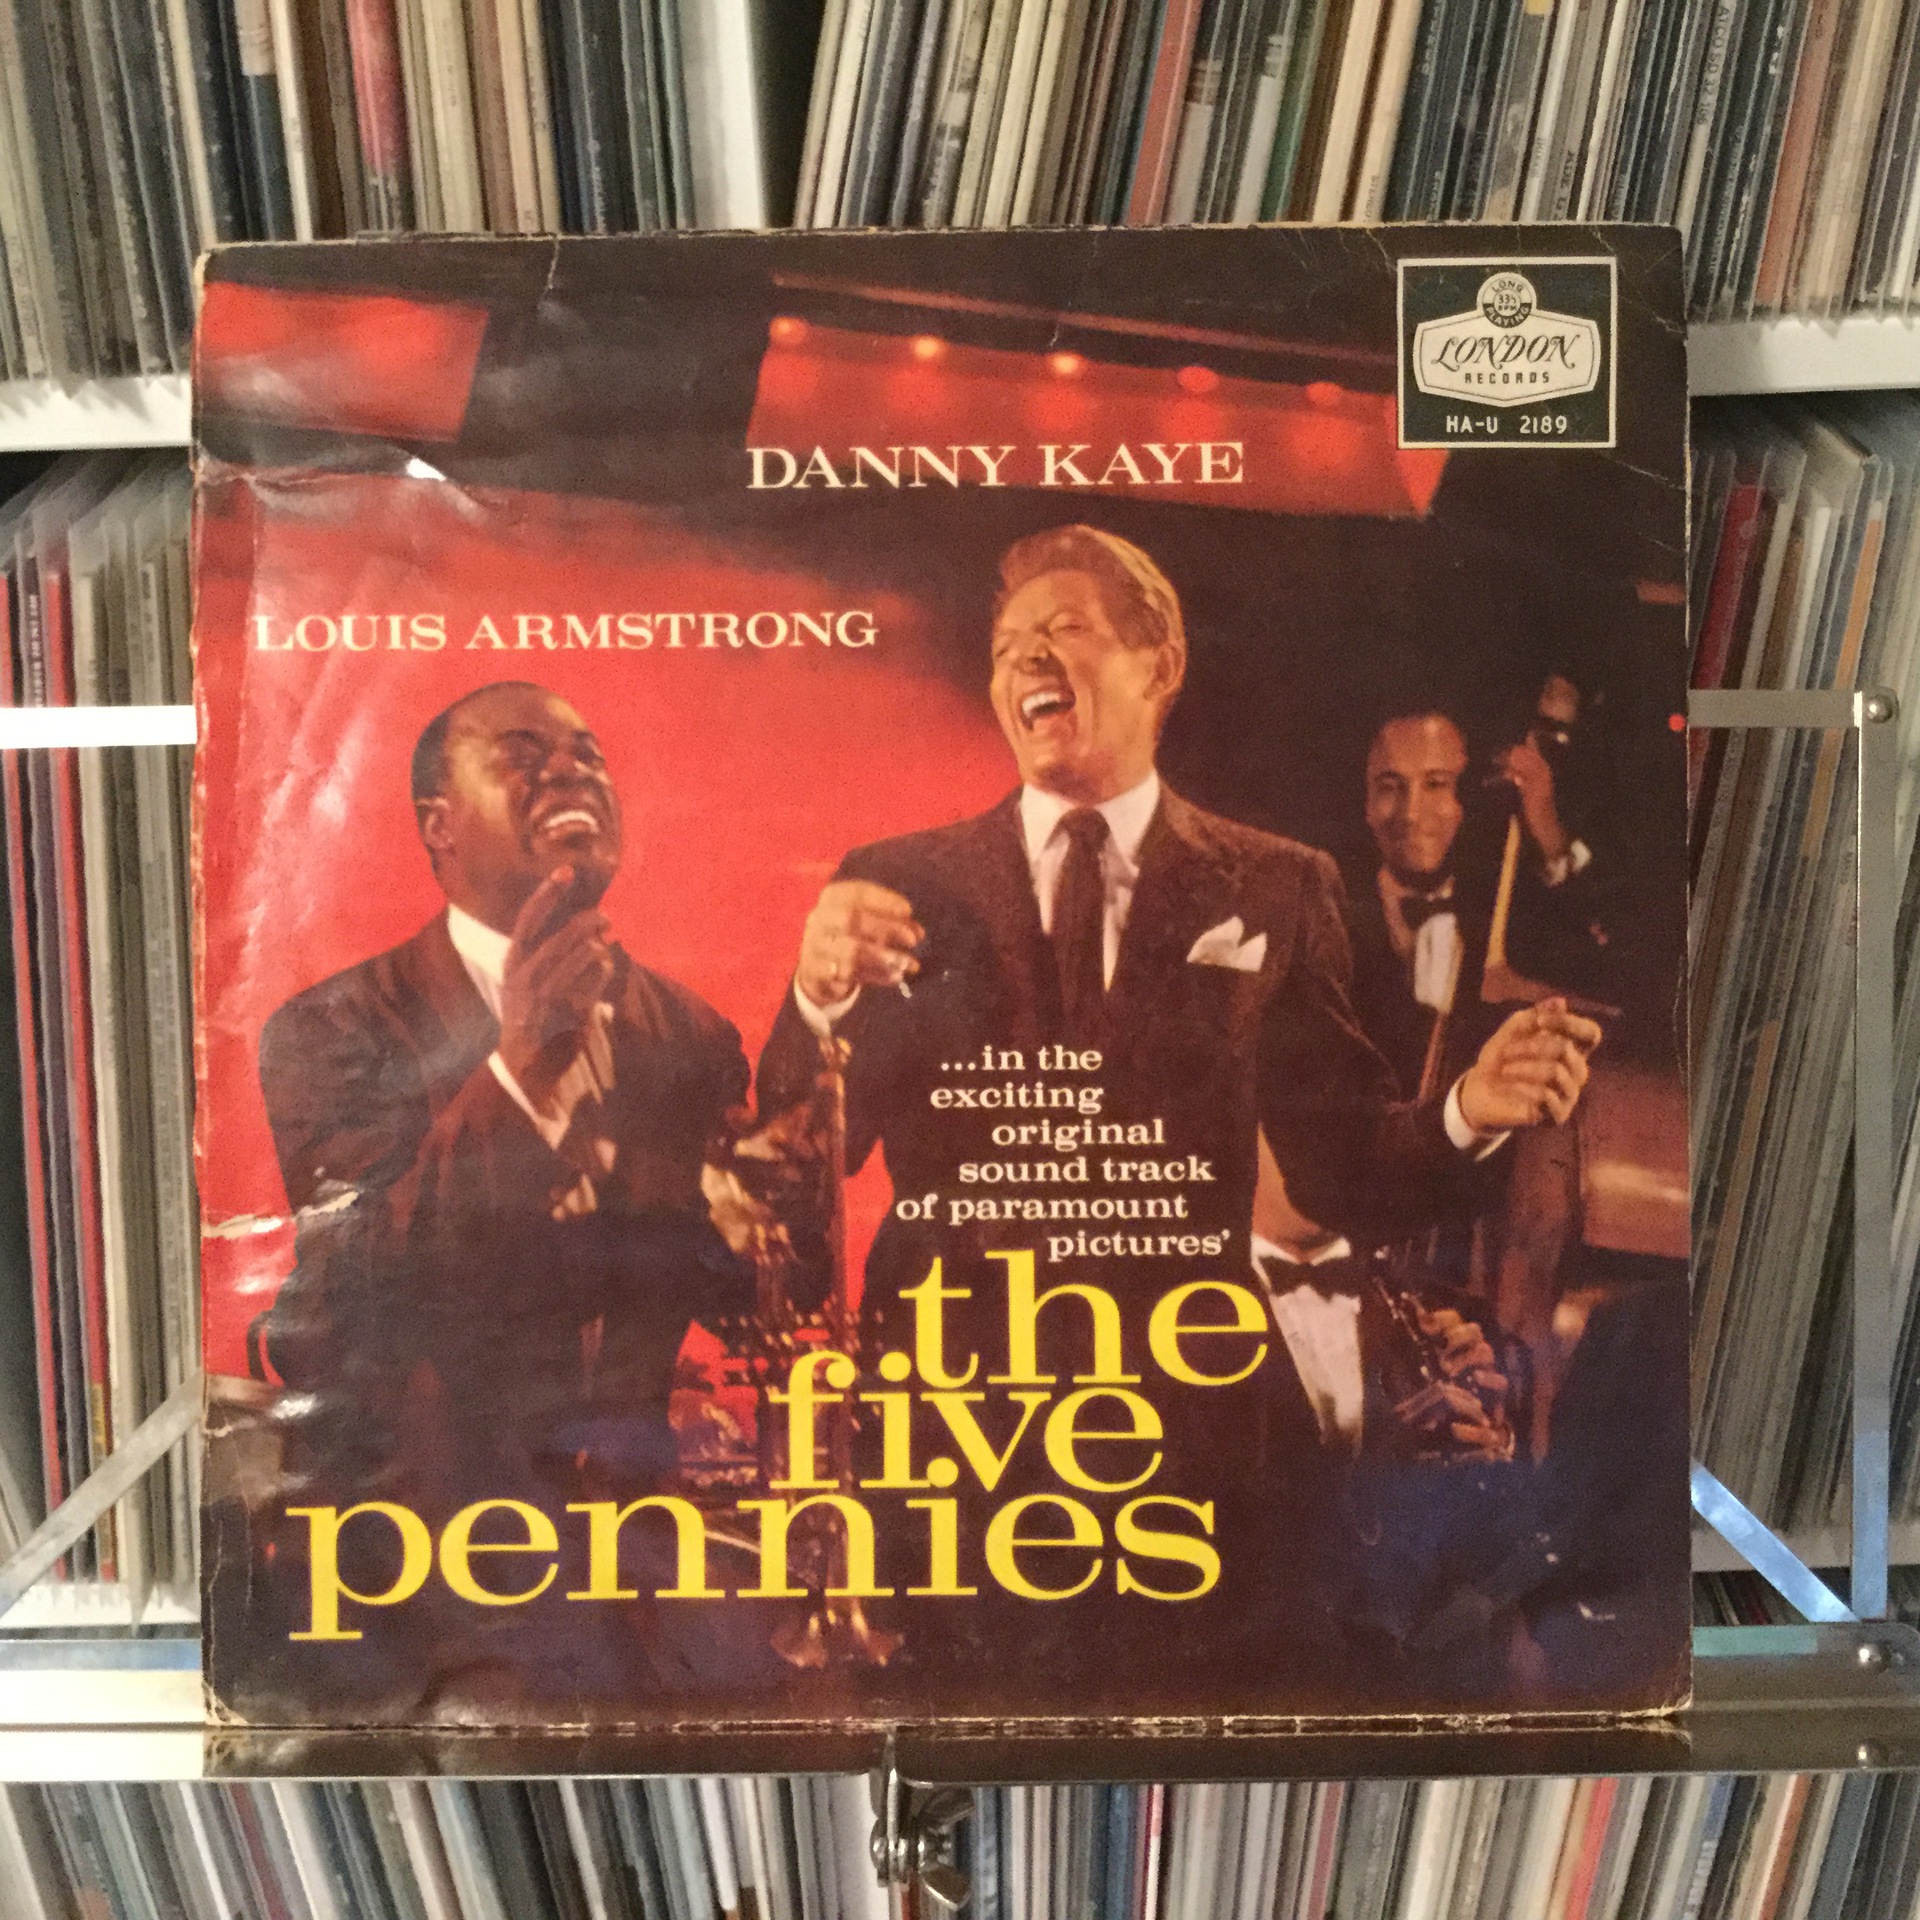 LONG
33⅓
RPM
PLAYING
LONDON
RECORDS
HA-U 2189
DANNY KAYE
LOUIS ARMSTRONG
...in the
exciting
original
sound track
of paramount
pictures'
the
five
pennies